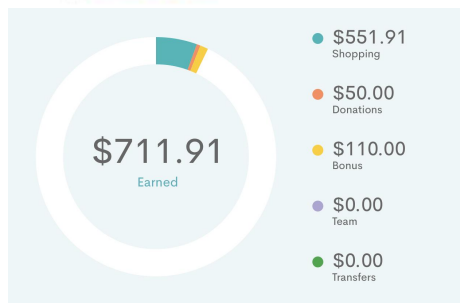 $711.91
Earned
$551.91
Shopping
$50.00
Donations
$110.00
Bonus
$0.00
Team
$0.00
Transfers